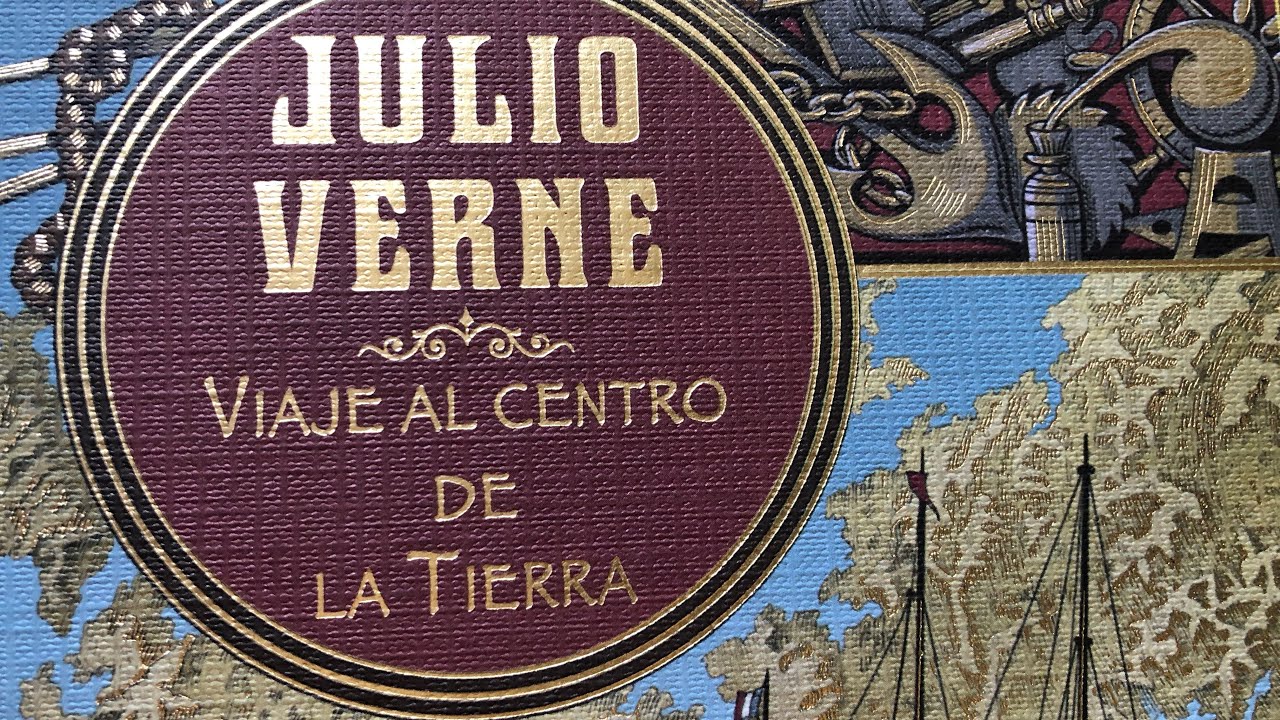 JULIO
VERNE
VIAJE AL CENTRO
DE
LA TIERRA